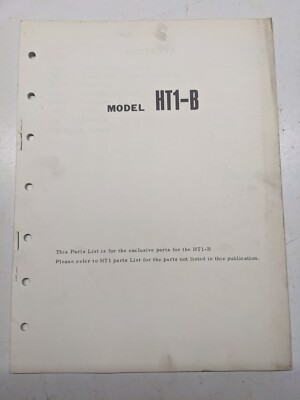 MODEL HT1-B
This Parts List is for the exclusive parts for the HT1-B
Please refer to HT1 parts List for the parts not listed in this publication.